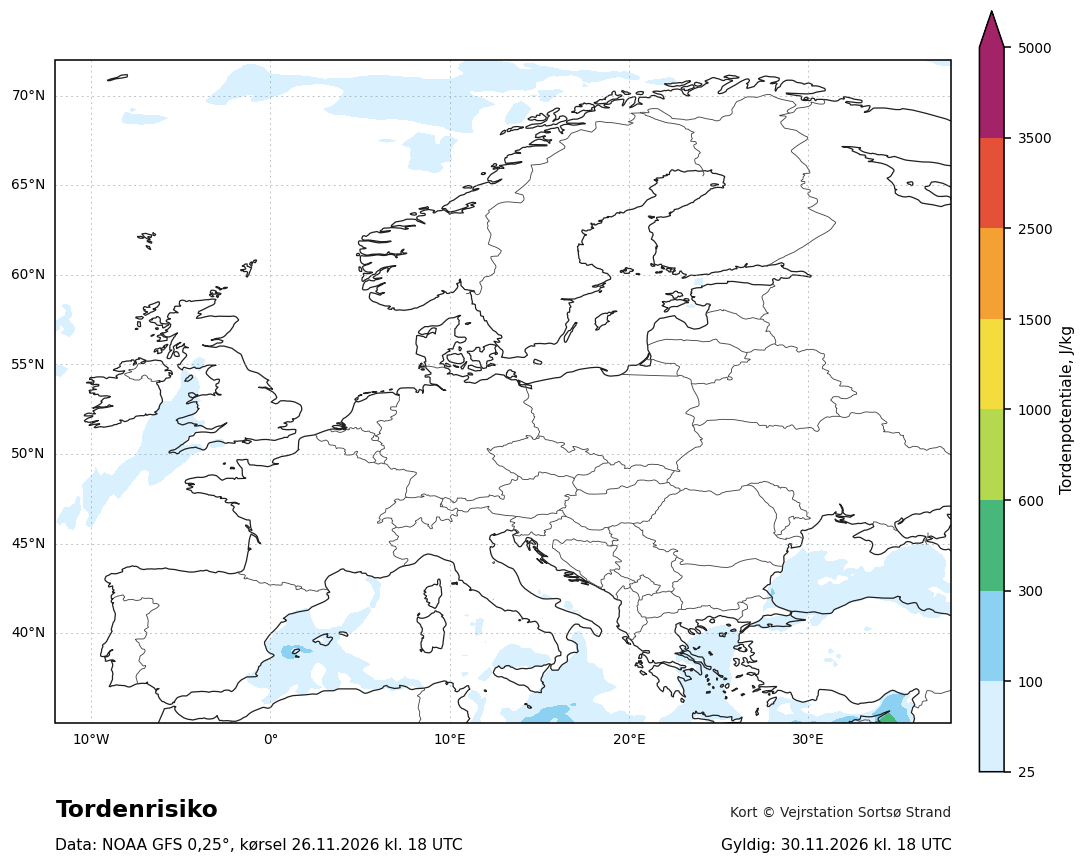 70°N
65°N
60°N
55°N
50°N
45°N
40°N
10°W
0°
10°E
20°E
30°E
5000
3500
2500
1500
1000
600
300
100
25
Tordenpotentiale, J/kg
Tordenrisiko
Kort © Vejrstation Sortsø Strand
Data: NOAA GFS 0,25°, kørsel 26.11.2026 kl. 18 UTC
Gyldig: 30.11.2026 kl. 18 UTC